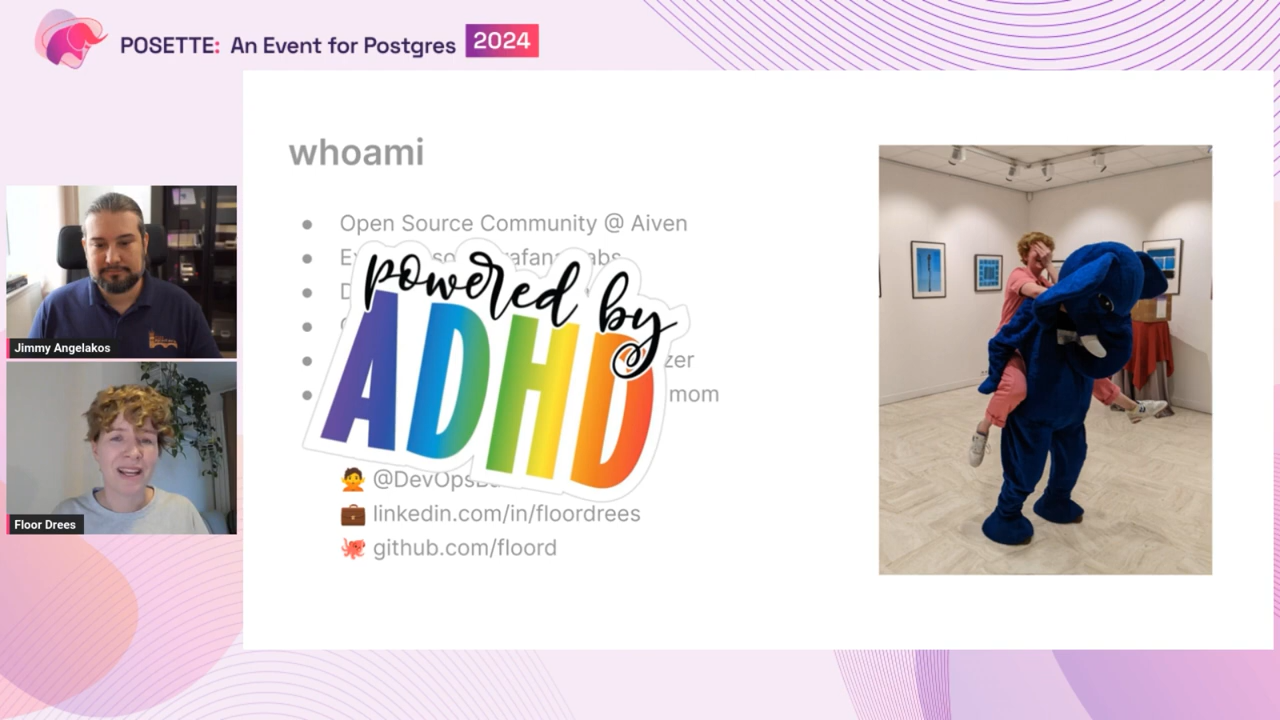 POSETTE: An Event for Postgres 2024
whoami
Open Source Community @ Aiven
powered by
ADHD
mom
@DevOps
linkedin.com/in/floordrees
github.com/floord
Jimmy Angelakos
Floor Drees